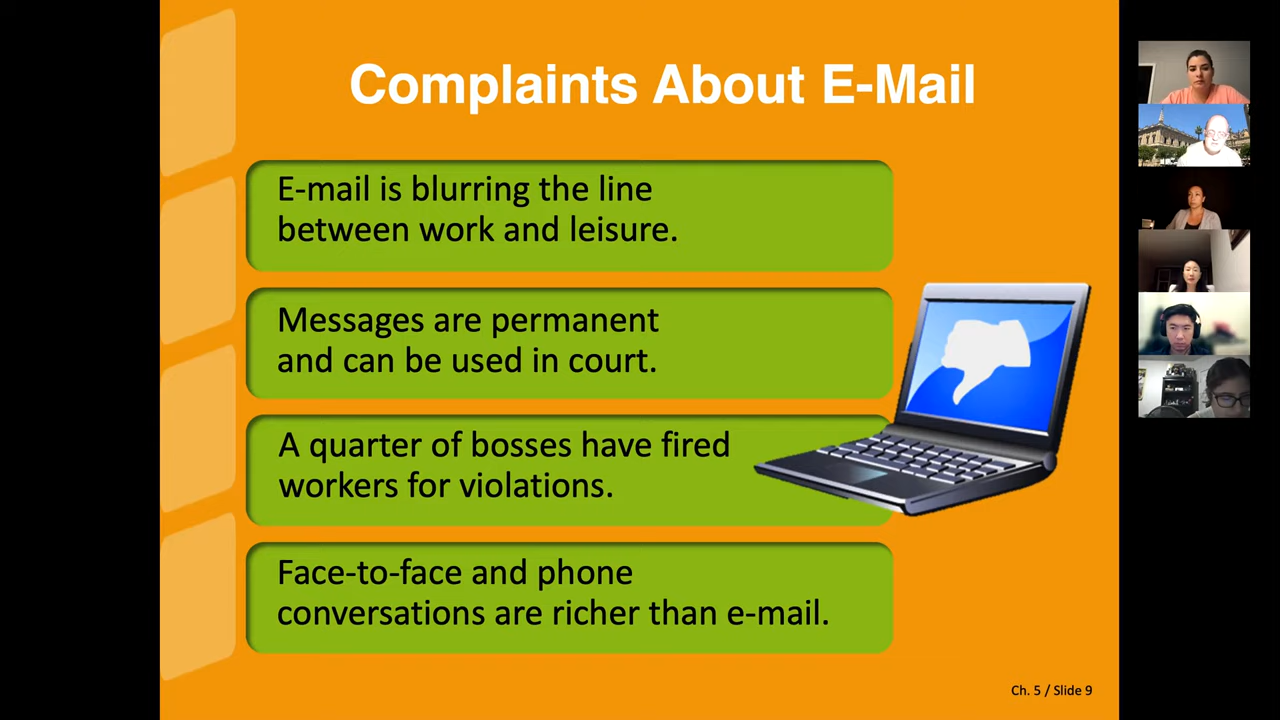 Complaints About E-Mail
E-mail is blurring the line
between work and leisure.
Messages are permanent
and can be used in court.
A quarter of bosses have fired
workers for violations.
Face-to-face and phone
conversations are richer than e-mail.
Ch. 5 / Slide 9